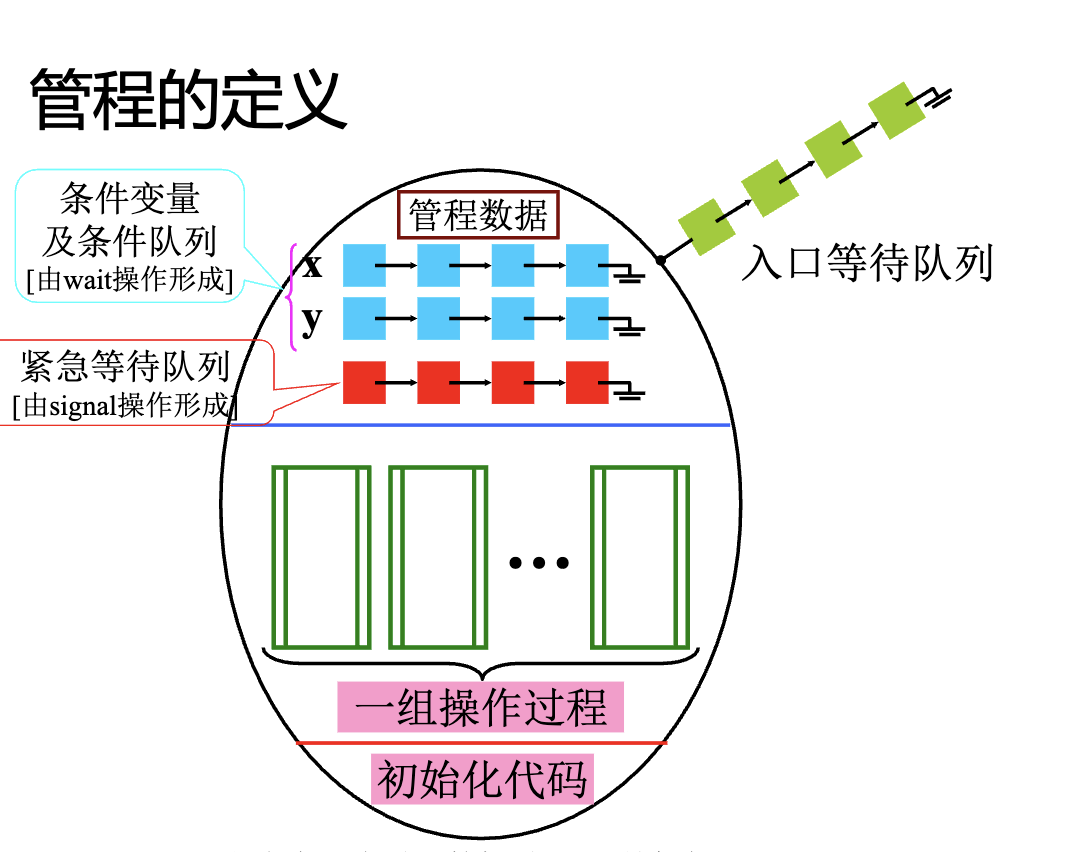 管程的定义
条件变量
及条件队列
[由wait操作形成]
管程数据
x
y
入口等待队列
紧急等待队列
[由signal操作形成]
•••
一组操作过程
初始化代码